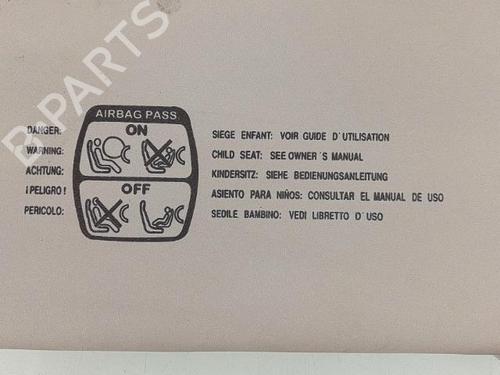 B PARTS
AIRBAG PASS.
ON
OFF
DANGER: SIEGE ENFANT: VOIR GUIDE D´UTILISATION
WARNING: CHILD SEAT: SEE OWNER´S MANUAL
ACHTUNG: KINDERSITZ: SIEHE BEDIENUNGSANLEITUNG
¡PELIGRO! ASIENTO PARA NIÑOS: CONSULTAR EL MANUAL DE USO
PERICOLO: SEDILE BAMBINO: VEDI LIBRETTO D´USO